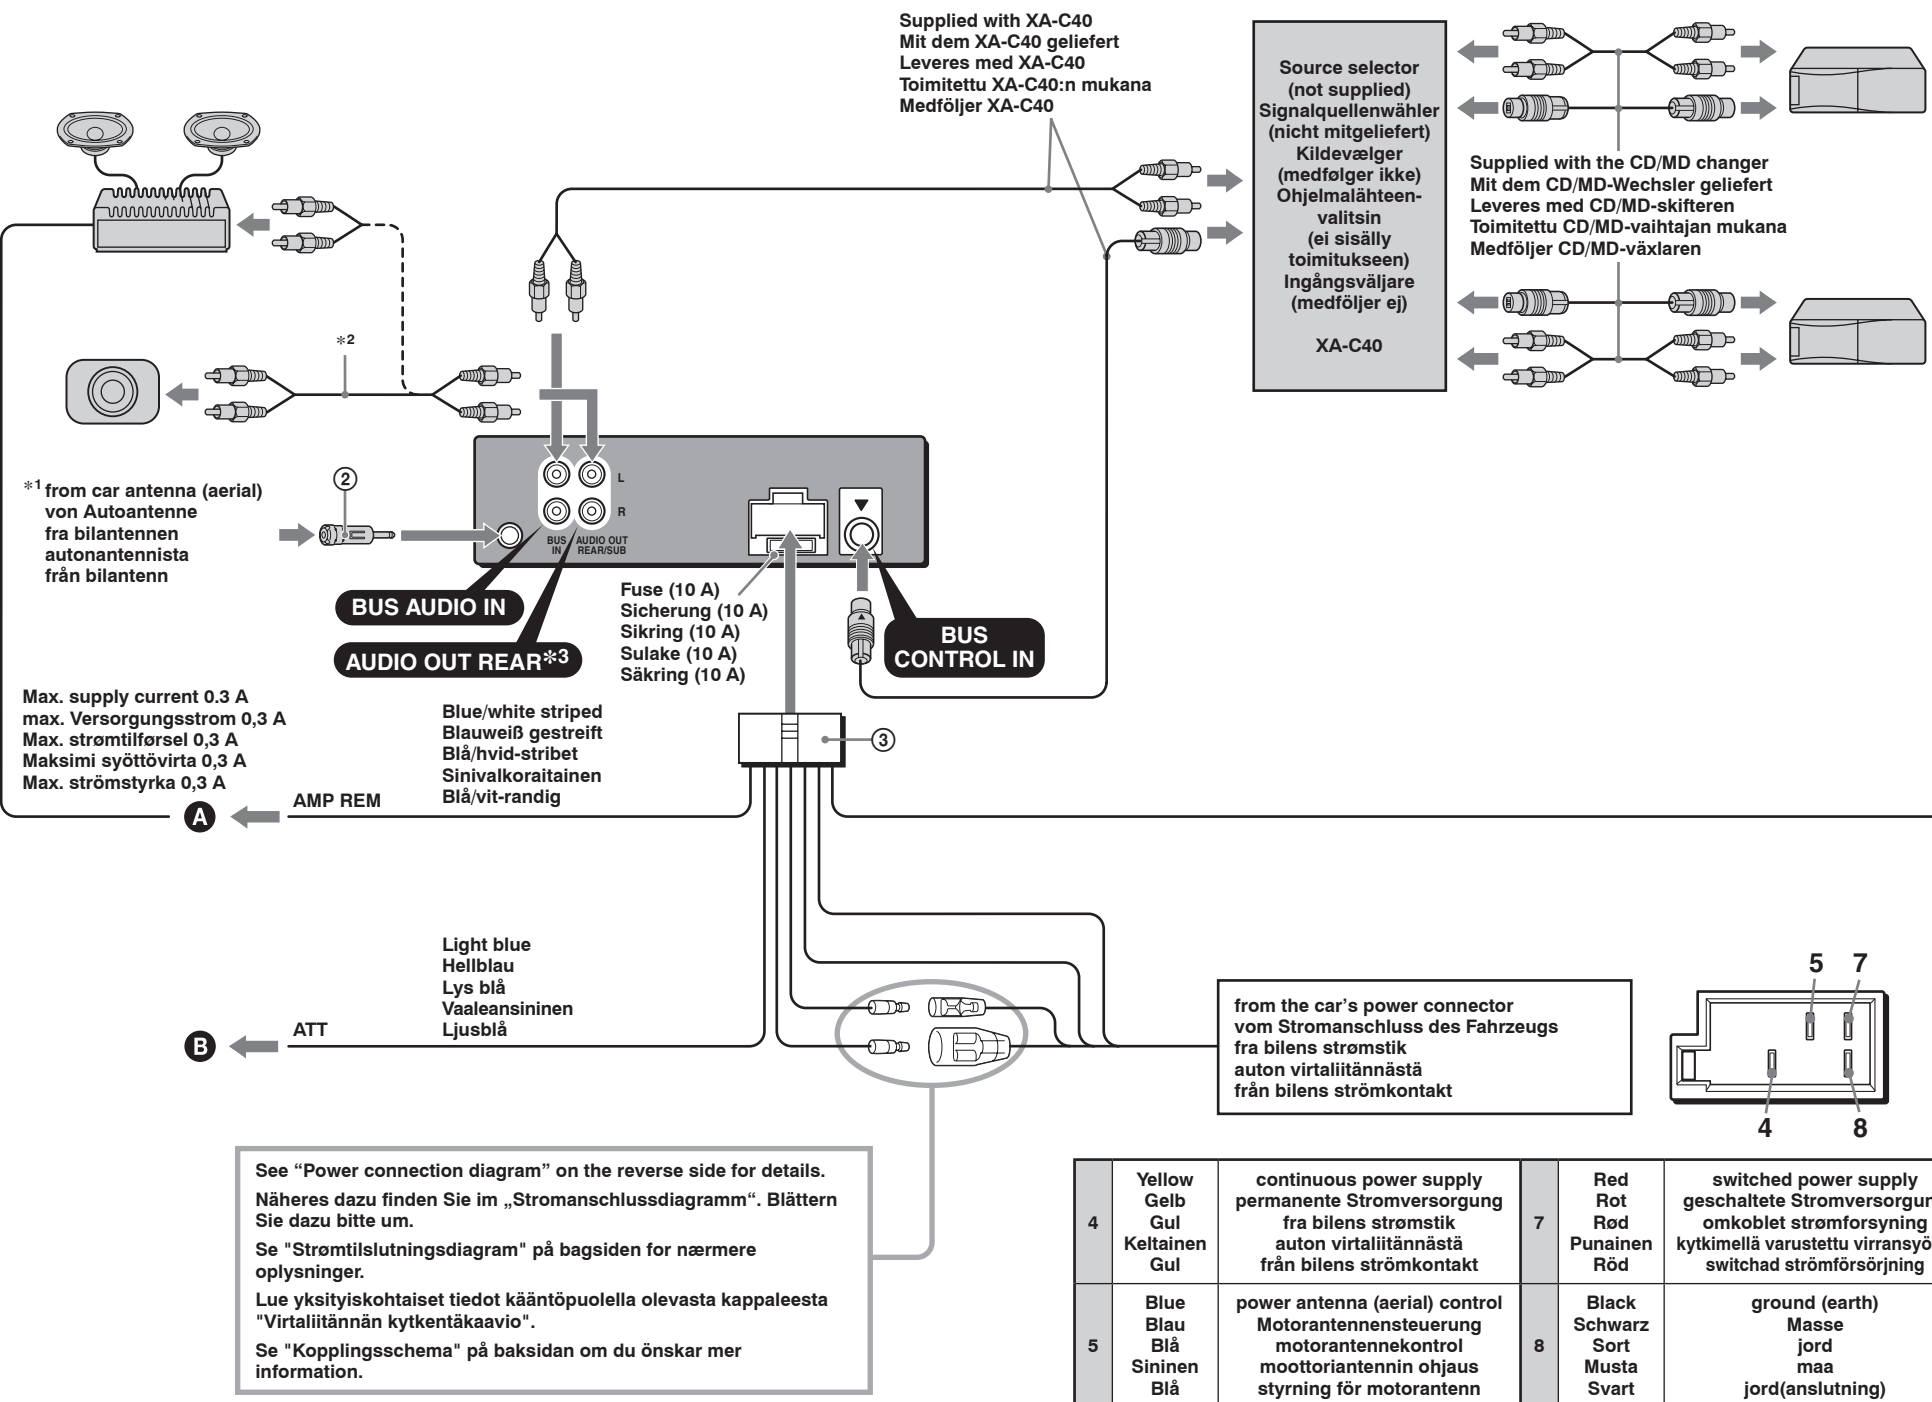 Supplied with XA-C40
Mit dem XA-C40 geliefert
Leveres med XA-C40
Toimitettu XA-C40:n mukana
Medföljer XA-C40
Source selector
(not supplied)
Signalquellenwähler
(nicht mitgeliefert)
Kildevælger
(medfølger ikke)
Ohjelmalähteen-
valitsin
(ei sisälly
toimitukseen)
Ingångsväljare
(medföljer ej)
XA-C40
Supplied with the CD/MD changer
Mit dem CD/MD-Wechsler geliefert
Leveres med CD/MD-skifteren
Toimitettu CD/MD-vaihtajan mukana
Medföljer CD/MD-växlaren
*2
*1 from car antenna (aerial)
von Autoantenne
fra bilantennen
autonantennista
från bilantenn
②
L
R
BUS IN
AUDIO OUT REAR/SUB
BUS AUDIO IN
AUDIO OUT REAR*3
Fuse (10 A)
Sicherung (10 A)
Sikring (10 A)
Sulake (10 A)
Säkring (10 A)
BUS
CONTROL IN
Max. supply current 0.3 A
max. Versorgungsstrom 0,3 A
Max. strømtilførsel 0,3 A
Maksimi syöttövirta 0,3 A
Max. strömstyrka 0,3 A
Blue/white striped
Blauweiß gestreift
Blå/hvid-stribet
Sinivalkoraitainen
Blå/vit-randig
③
A
AMP REM
Light blue
Hellblau
Lys blå
Vaaleansininen
Ljusblå
B
ATT
from the car's power connector
vom Stromanschluss des Fahrzeugs
fra bilens strømstik
auton virtaliitännästä
från bilens strömkontakt
5 7
4 8
See “Power connection diagram” on the reverse side for details.
Näheres dazu finden Sie im „Stromanschlussdiagramm“. Blättern
Sie dazu bitte um.
Se "Strømtilslutningsdiagram" på bagsiden for nærmere
oplysninger.
Lue yksityiskohtaiset tiedot kääntöpuolella olevasta kappaleesta
"Virtaliitännän kytkentäkaavio".
Se "Kopplingsschema" på baksidan om du önskar mer
information.
4
Yellow
Gelb
Gul
Keltainen
Gul
continuous power supply
permanente Stromversorgung
fra bilens strømstik
auton virtaliitännästä
från bilens strömkontakt
7
Red
Rot
Rød
Punainen
Röd
switched power supply
geschaltete Stromversorgun
omkoblet strømforsyning
kytkimellä varustettu virransyö
switchad strömförsörjning
5
Blue
Blau
Blå
Sininen
Blå
power antenna (aerial) control
Motorantennensteuerung
motorantennekontrol
moottoriantennin ohjaus
styrning för motorantenn
8
Black
Schwarz
Sort
Musta
Svart
ground (earth)
Masse
jord
maa
jord(anslutning)